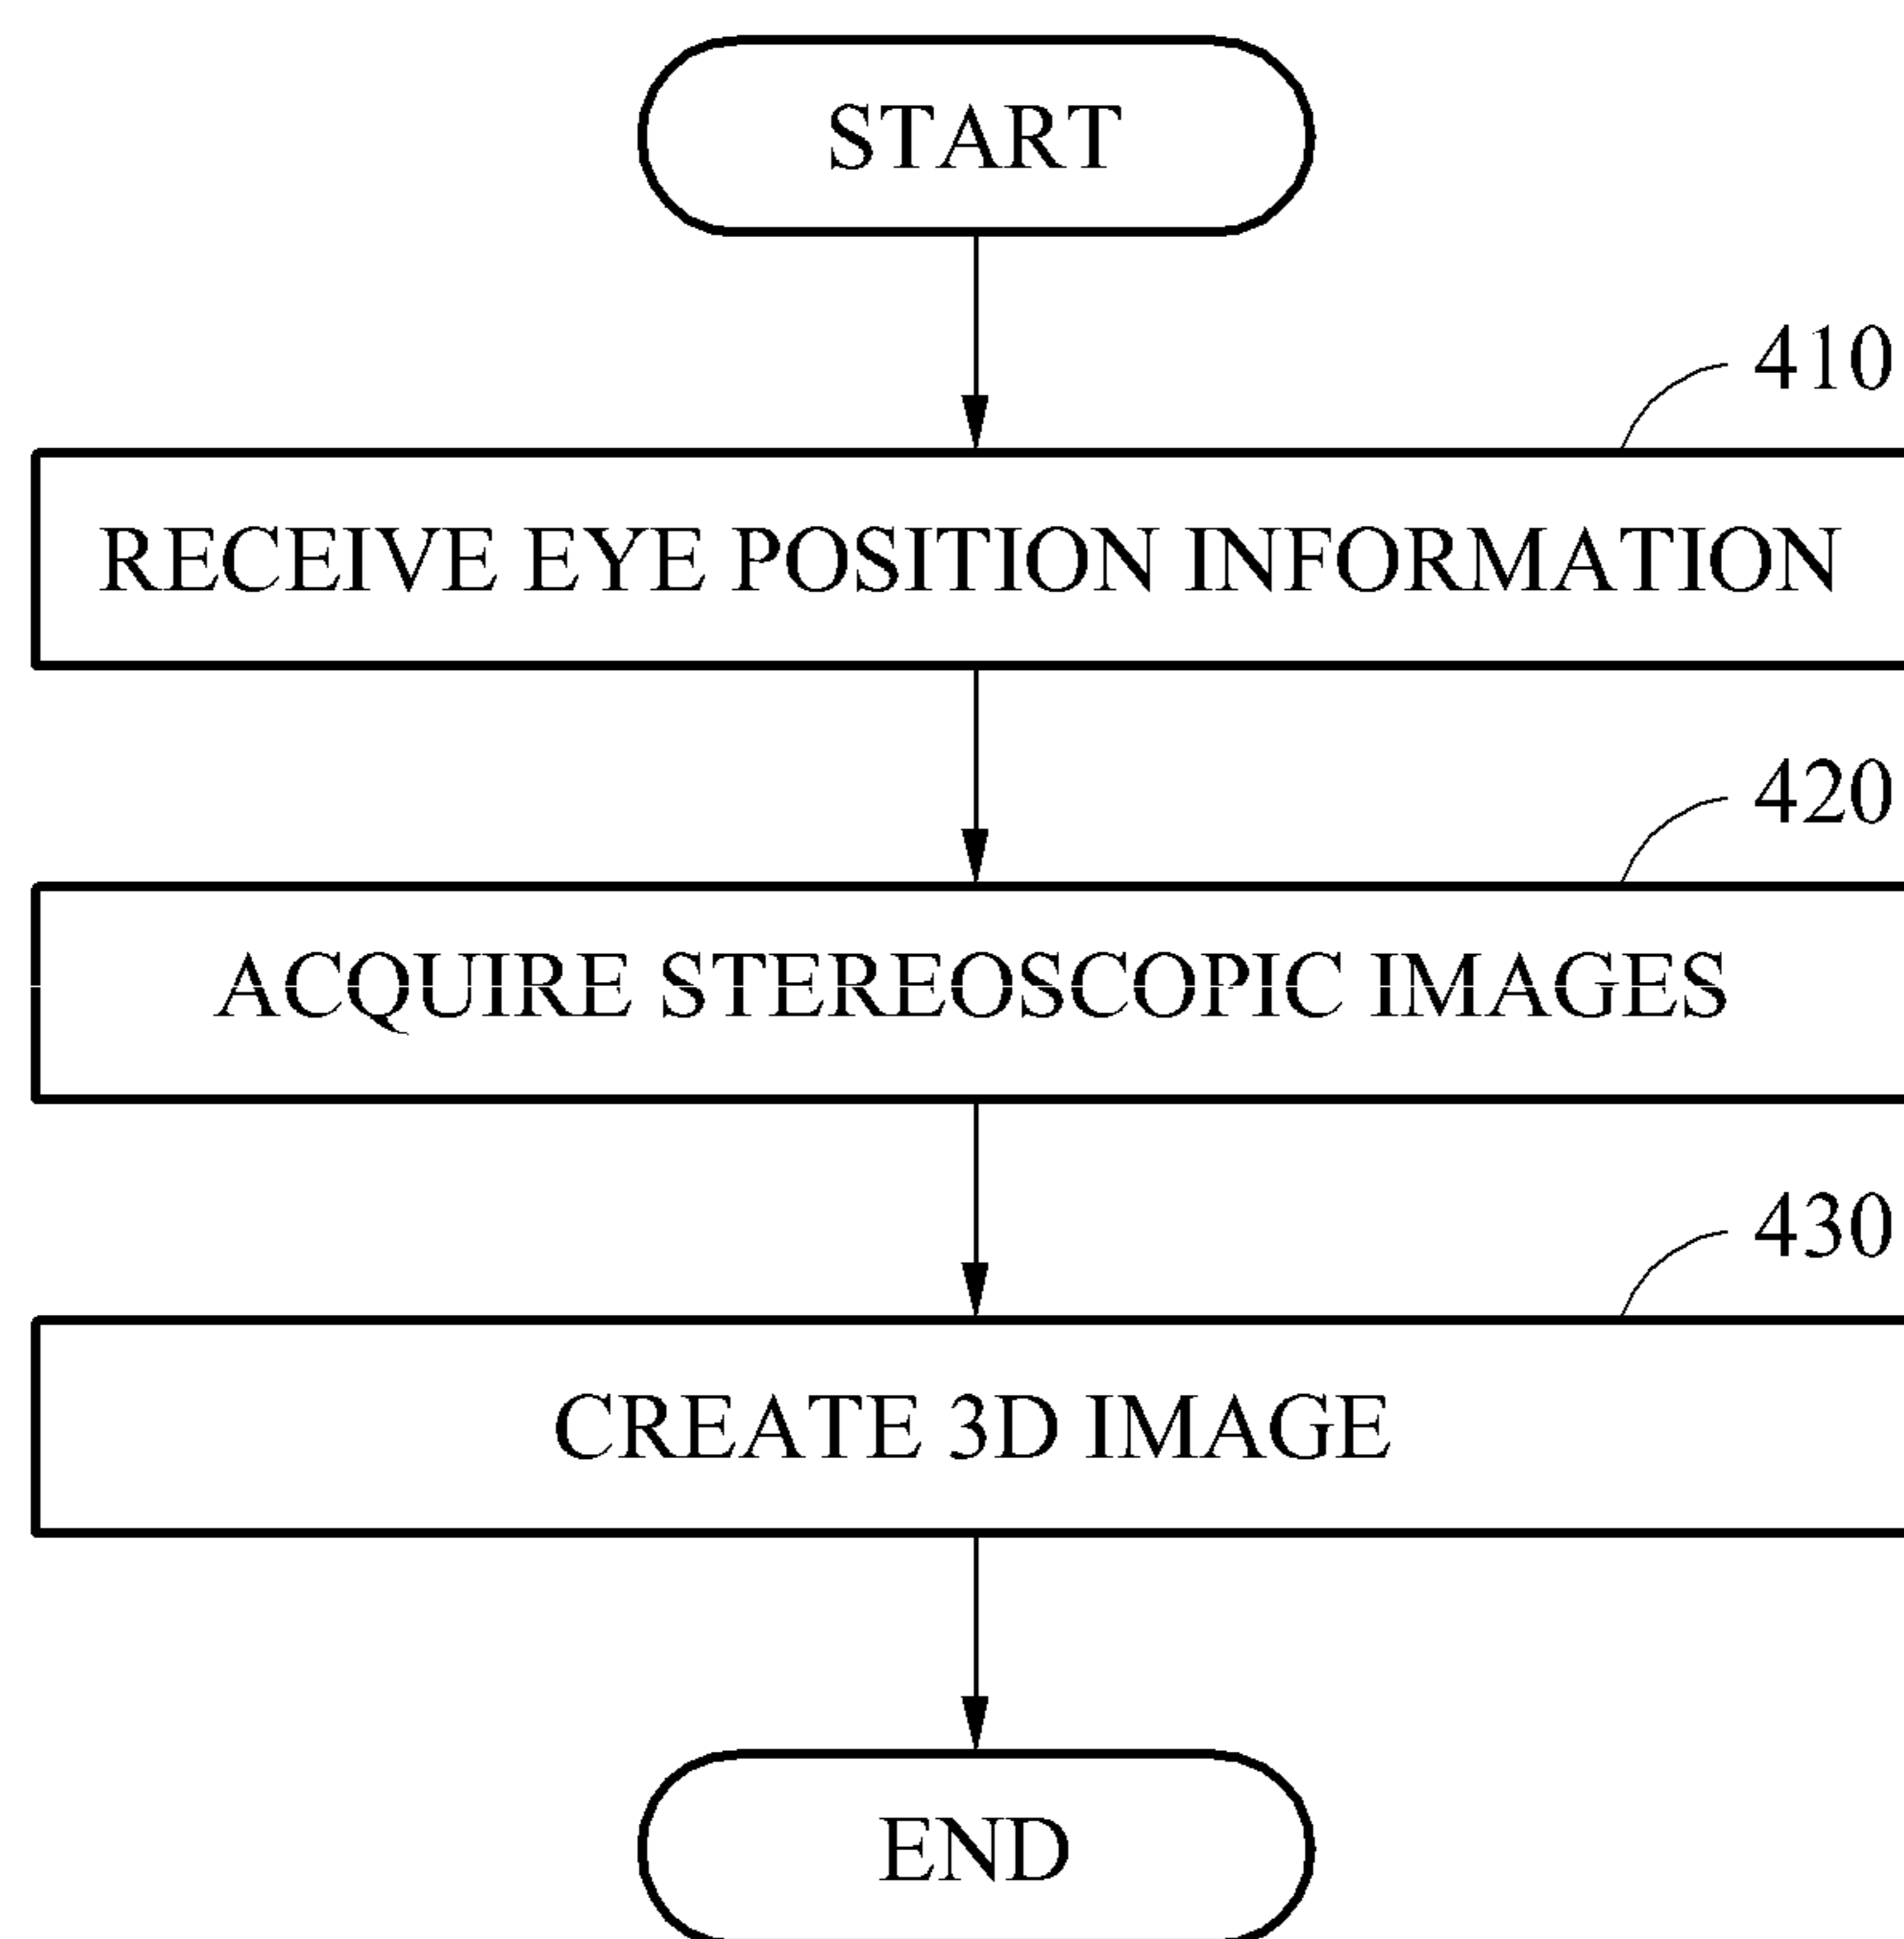 START
410
RECEIVE EYE POSITION INFORMATION
420
ACQUIRE STEREOSCOPIC IMAGES
430
CREATE 3D IMAGE
END